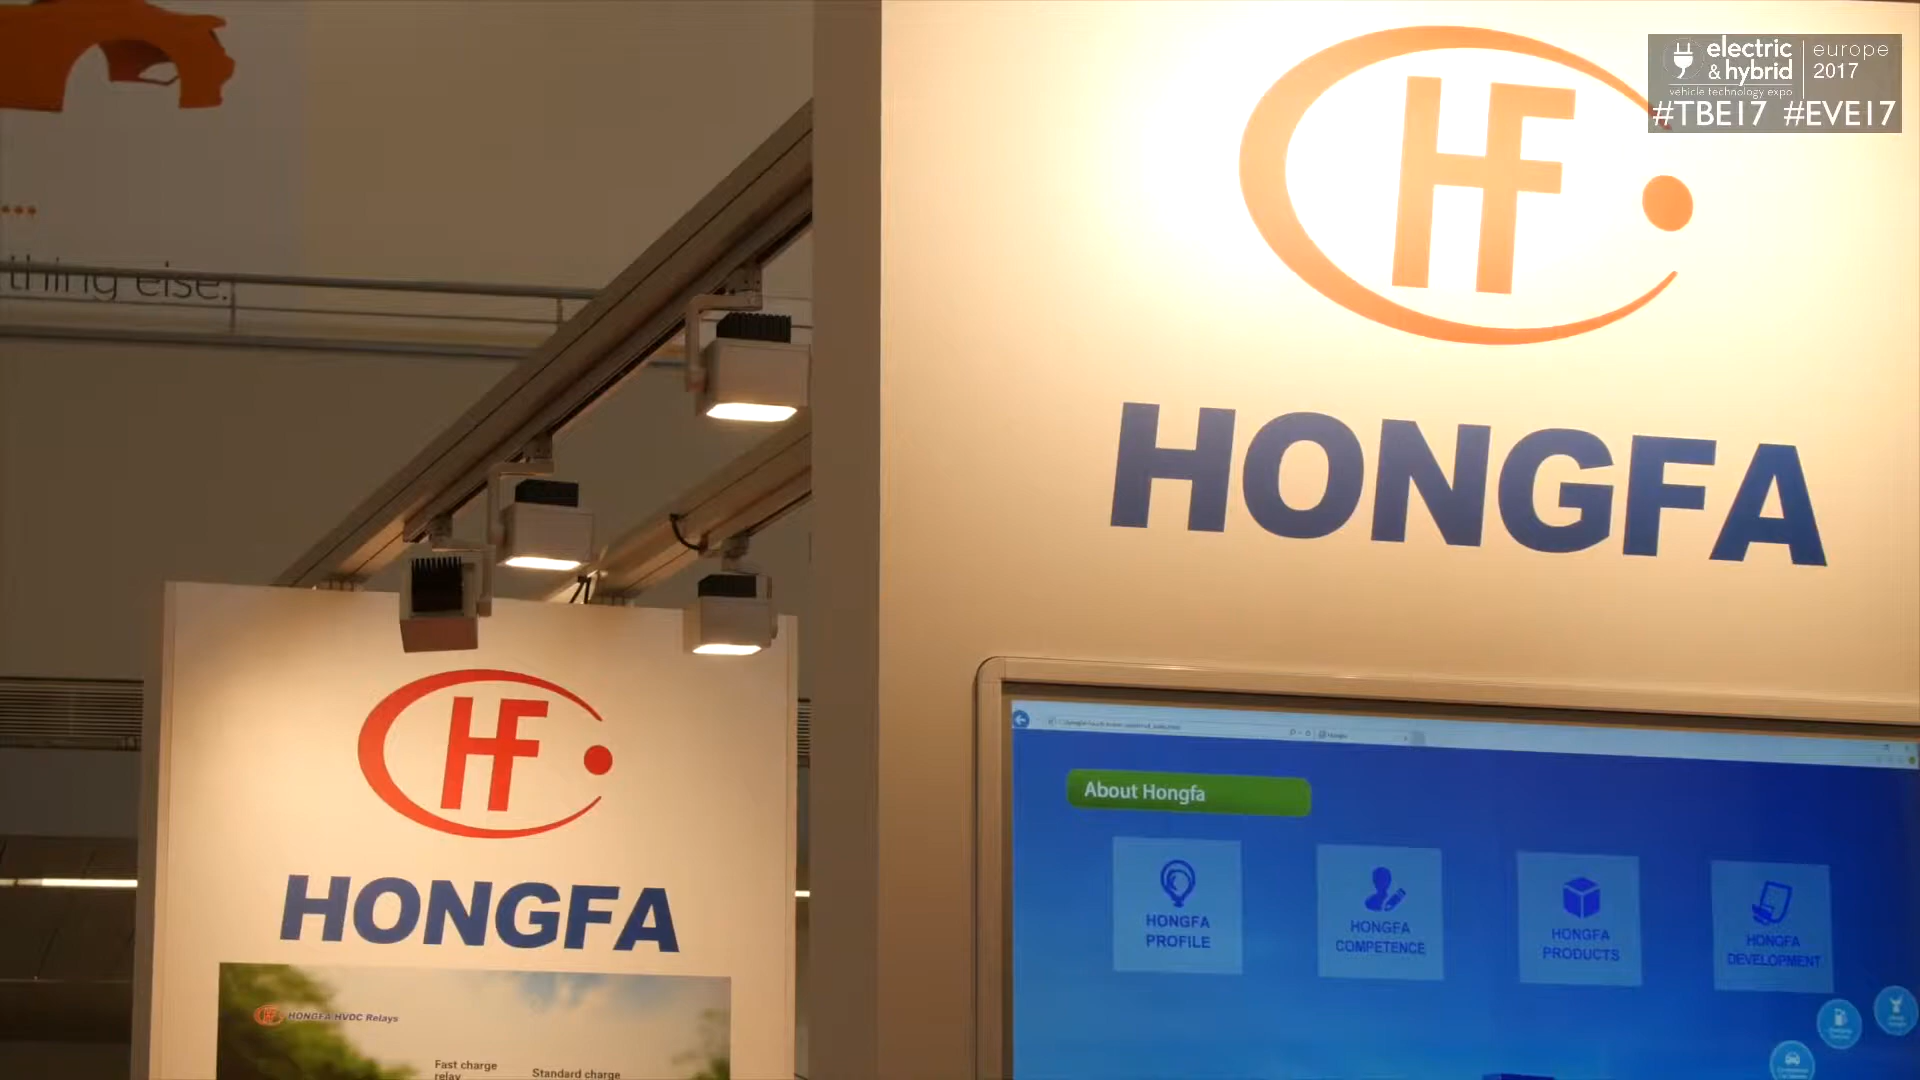 electric
& hybrid
europe
2017
vehicle technology expo
#TBE17 #EVE17
thing else.
HF
HONGFA
HF
HONGFA
HF HONGFA HVDC Relays
Fast charge
relay
Standard charge
About Hongfa
HONGFA
PROFILE
HONGFA
COMPETENCE
HONGFA
PRODUCTS
HONGFA
DEVELOPMENT